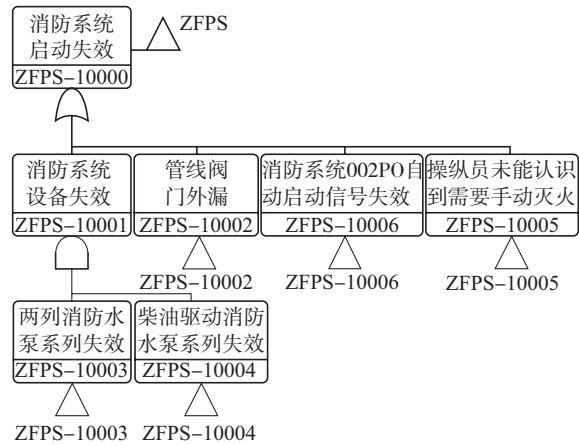 消防系统
启动失效
ZFPS-10000
ZFPS
消防系统
设备失效
ZFPS-10001
管线阀
门外漏
ZFPS-10002
消防系统002PO自
动启动信号失效
ZFPS-10006
操纵员未能认识
到需要手动灭火
ZFPS-10005
ZFPS-10002
ZFPS-10006
ZFPS-10005
两列消防水
泵系列失效
ZFPS-10003
柴油驱动消防
水泵系列失效
ZFPS-10004
ZFPS-10003
ZFPS-10004